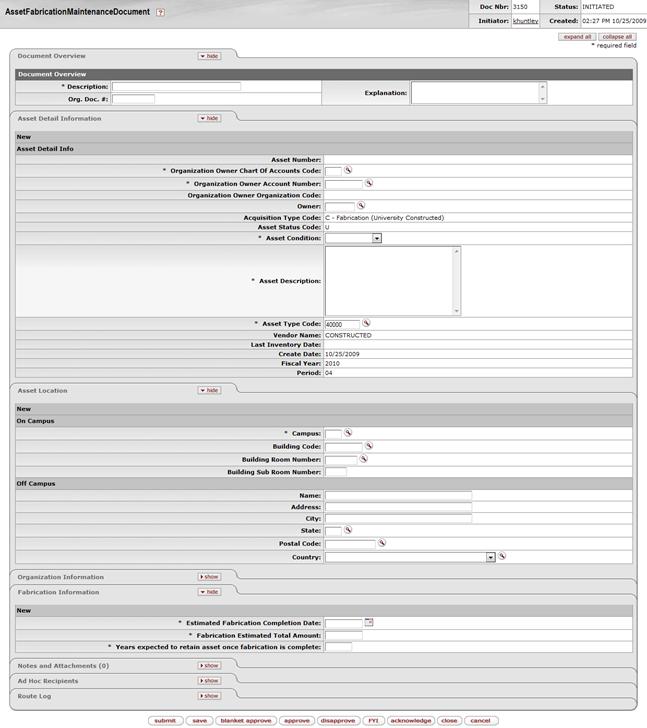 AssetFabricationMaintenanceDocument ?
Doc Nbr: 3150 Status: INITIATED
Initiator: khuntley Created: 02:27 PM 10/25/2009
expand all collapse all
* required field
Document Overview hide
Document Overview
* Description: Explanation:
Org. Doc. #:
Asset Detail Information hide
New
Asset Detail Info
Asset Number:
* Organization Owner Chart Of Accounts Code:
* Organization Owner Account Number:
Organization Owner Organization Code:
Owner:
Acquisition Type Code: C - Fabrication (University Constructed)
Asset Status Code: U
* Asset Condition:
* Asset Description:
* Asset Type Code: 40000
Vendor Name: CONSTRUCTED
Last Inventory Date:
Create Date: 10/25/2009
Fiscal Year: 2010
Period: 04
Asset Location hide
New
On Campus
* Campus:
Building Code:
Building Room Number:
Building Sub Room Number:
Off Campus
Name:
Address:
City:
State:
Postal Code:
Country:
Organization Information show
Fabrication Information hide
New
* Estimated Fabrication Completion Date:
* Fabrication Estimated Total Amount:
* Years expected to retain asset once fabrication is complete:
Notes and Attachments (0) show
Ad Hoc Recipients show
Route Log show
submit save blanket approve approve disapprove FYI acknowledge close cancel